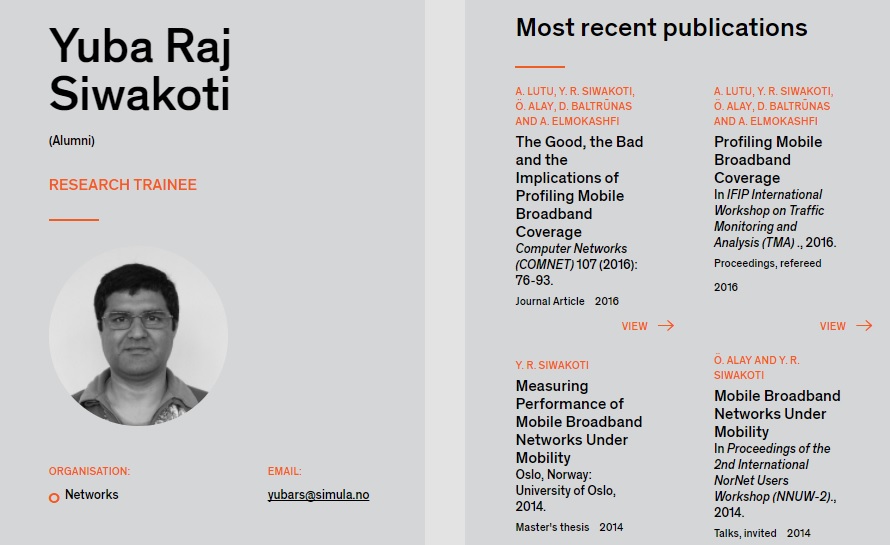 Yuba Raj
Siwakoti
(Alumni)
RESEARCH TRAINEE
ORGANISATION:
Networks
EMAIL:
yubars@simula.no
Most recent publications
A. LUTU, Y. R. SIWAKOTI,
Ö. ALAY, D. BALTRŪNAS
AND A. ELMOKASHFI
The Good, the Bad
and the
Implications of
Profiling Mobile
Broadband
Coverage
Computer Networks
(COMNET) 107 (2016):
76-93.
Journal Article 2016
VIEW
A. LUTU, Y. R. SIWAKOTI,
Ö. ALAY, D. BALTRŪNAS
AND A. ELMOKASHFI
Profiling Mobile
Broadband
Coverage
In IFIP International
Workshop on Traffic
Monitoring and
Analysis (TMA) ., 2016.
Proceedings, refereed
2016
VIEW
Y. R. SIWAKOTI
Measuring
Performance of
Mobile Broadband
Networks Under
Mobility
Oslo, Norway:
University of Oslo,
2014.
Master's thesis 2014
Ö. ALAY AND Y. R.
SIWAKOTI
Mobile Broadband
Networks Under
Mobility
In Proceedings of the
2nd International
NorNet Users
Workshop (NNUW-2).,
2014.
Talks, invited 2014